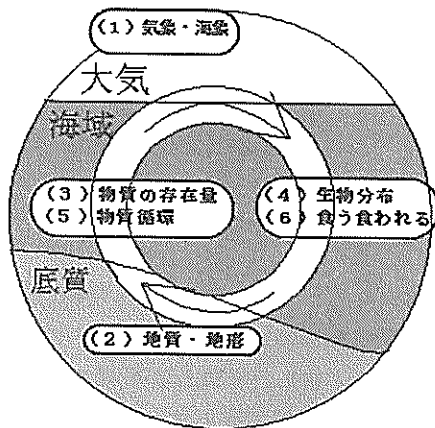 (1)気象・海象
大気
海域
(3)物質の存在量
(5)物質循環
(4)生物分布
(6)食う食われる
底質
(2)地質・地形